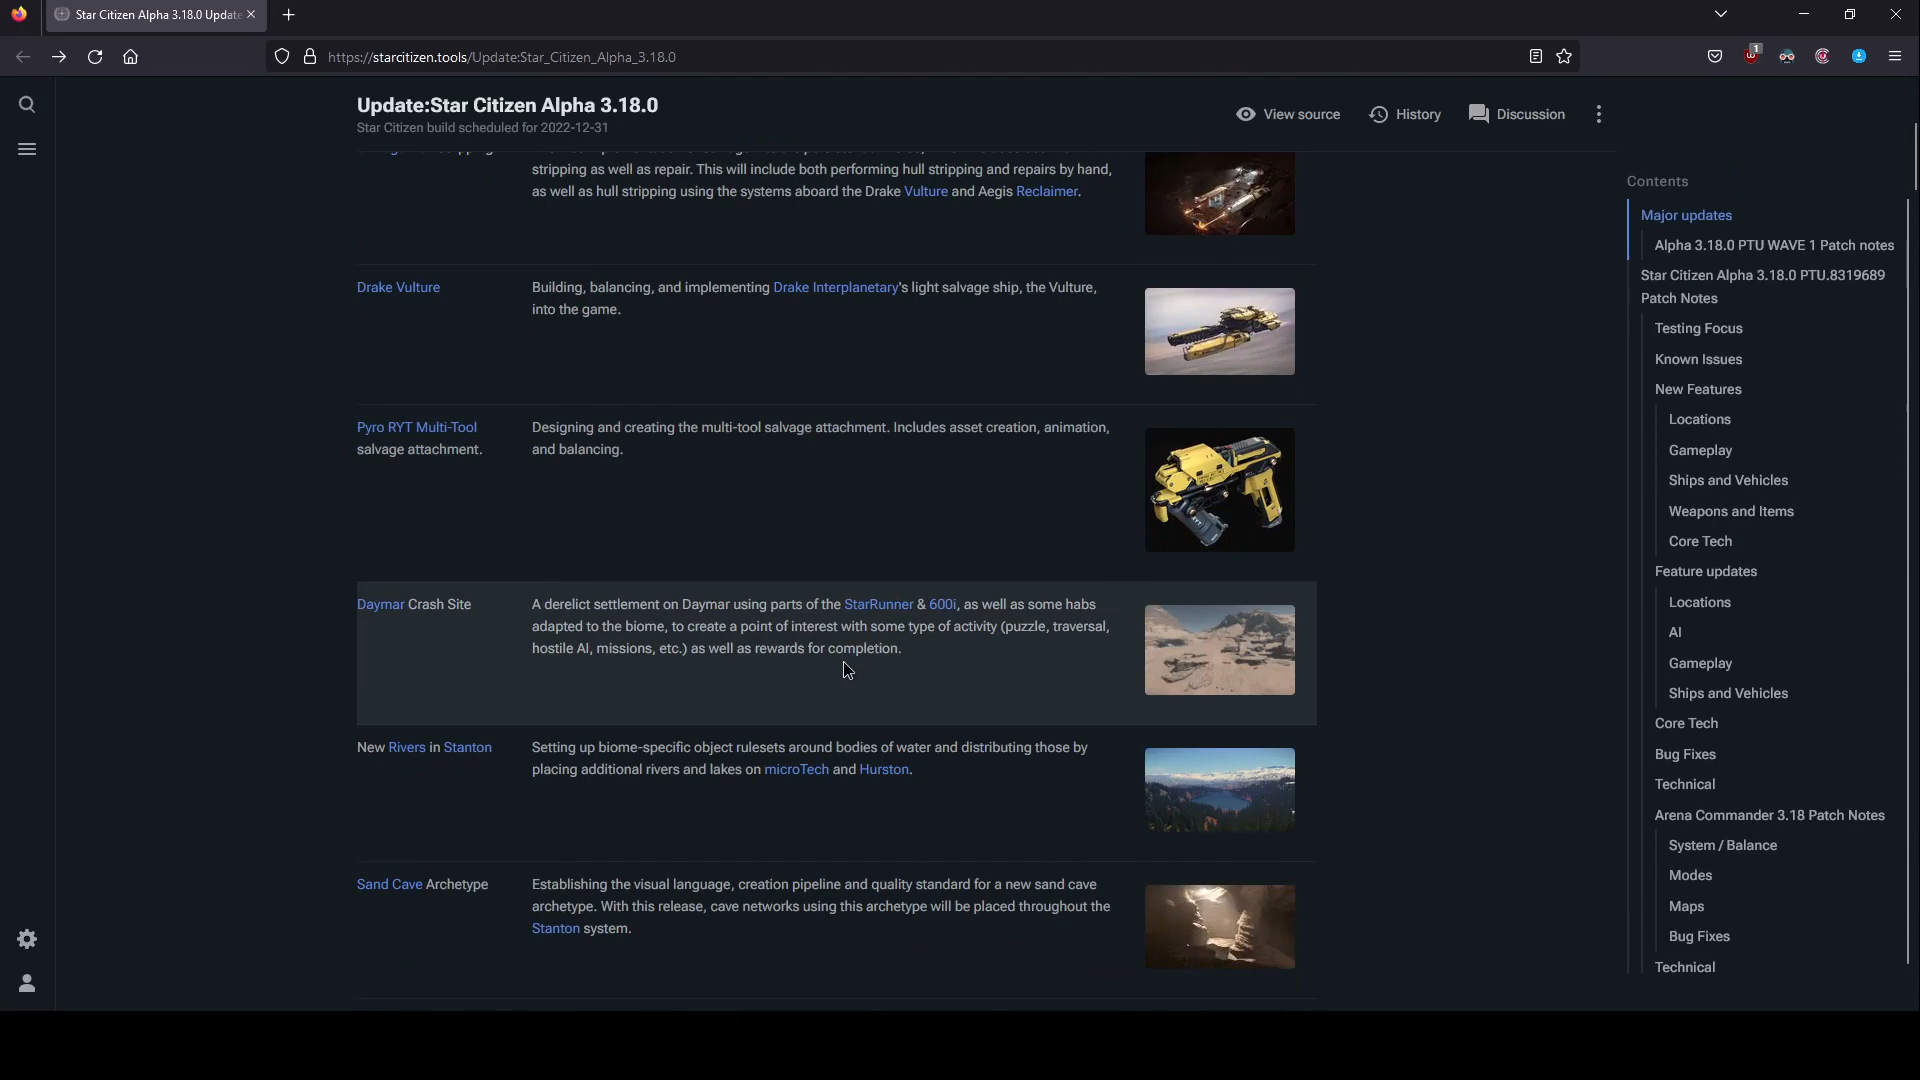 Star Citizen Alpha 3.18.0 Update
https://starcitizen.tools/Update:Star_Citizen_Alpha_3.18.0
1
Update:Star Citizen Alpha 3.18.0
Star Citizen build scheduled for 2022-12-31
View source
History
Discussion
stripping as well as repair. This will include both performing hull stripping and repairs by hand,
as well as hull stripping using the systems aboard the Drake Vulture and Aegis Reclaimer.
Drake Vulture
Building, balancing, and implementing Drake Interplanetary's light salvage ship, the Vulture,
into the game.
Pyro RYT Multi-Tool
salvage attachment.
Designing and creating the multi-tool salvage attachment. Includes asset creation, animation,
and balancing.
Daymar Crash Site
A derelict settlement on Daymar using parts of the StarRunner & 600i, as well as some habs
adapted to the biome, to create a point of interest with some type of activity (puzzle, traversal,
hostile AI, missions, etc.) as well as rewards for completion.
New Rivers in Stanton
Setting up biome-specific object rulesets around bodies of water and distributing those by
placing additional rivers and lakes on microTech and Hurston.
Sand Cave Archetype
Establishing the visual language, creation pipeline and quality standard for a new sand cave
archetype. With this release, cave networks using this archetype will be placed throughout the
Stanton system.
Contents
Major updates
Alpha 3.18.0 PTU WAVE 1 Patch notes
Star Citizen Alpha 3.18.0 PTU.8319689
Patch Notes
Testing Focus
Known Issues
New Features
Locations
Gameplay
Ships and Vehicles
Weapons and Items
Core Tech
Feature updates
Locations
AI
Gameplay
Ships and Vehicles
Core Tech
Bug Fixes
Technical
Arena Commander 3.18 Patch Notes
System / Balance
Modes
Maps
Bug Fixes
Technical